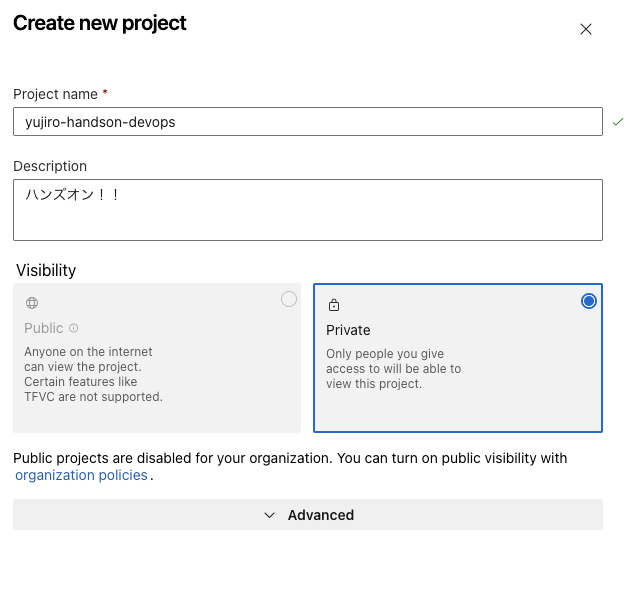 Create new project
Project name *
yujiro-handson-devops
Description
ハンズオン！！
Visibility
Public
Anyone on the internet
can view the project.
Certain features like
TFVC are not supported.
Private
Only people you give
access to will be able to
view this project.
Public projects are disabled for your organization. You can turn on public visibility with
organization policies.
Advanced